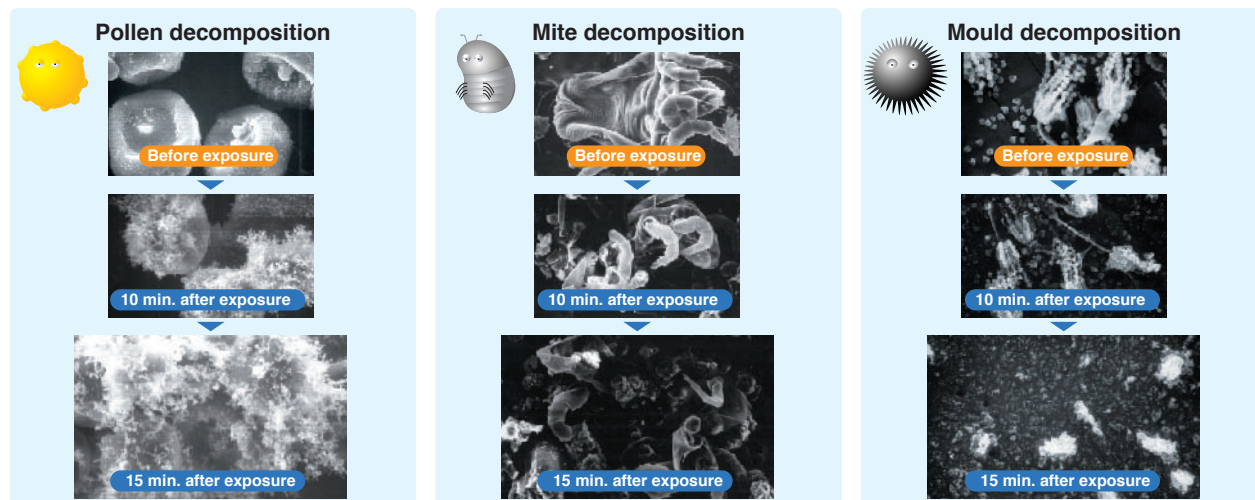 Pollen decomposition
Before exposure
10 min. after exposure
15 min. after exposure
Mite decomposition
Before exposure
10 min. after exposure
15 min. after exposure
Mould decomposition
Before exposure
10 min. after exposure
15 min. after exposure